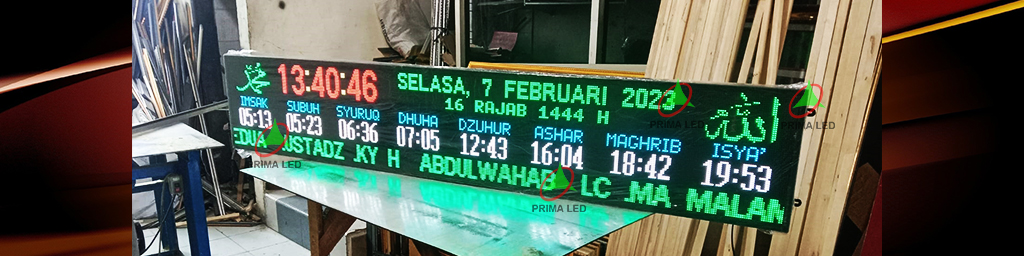 محمد
13:40:46
SELASA, 7 FEBRUARI 2023
16 RAJAB 1444 H
الله
IMSAK SUBUH SYURUQ DHUHA DZUHUR ASHAR MAGHRIB ISYA'
05:13 05:23 06:36 07:05 12:43 16:04 18:42 19:53
USTADZ KY H ABDULWAHAB LC .MA. MALAN
PRIMA LED
PRIMA LED
PRIMA LED
PRIMA LED